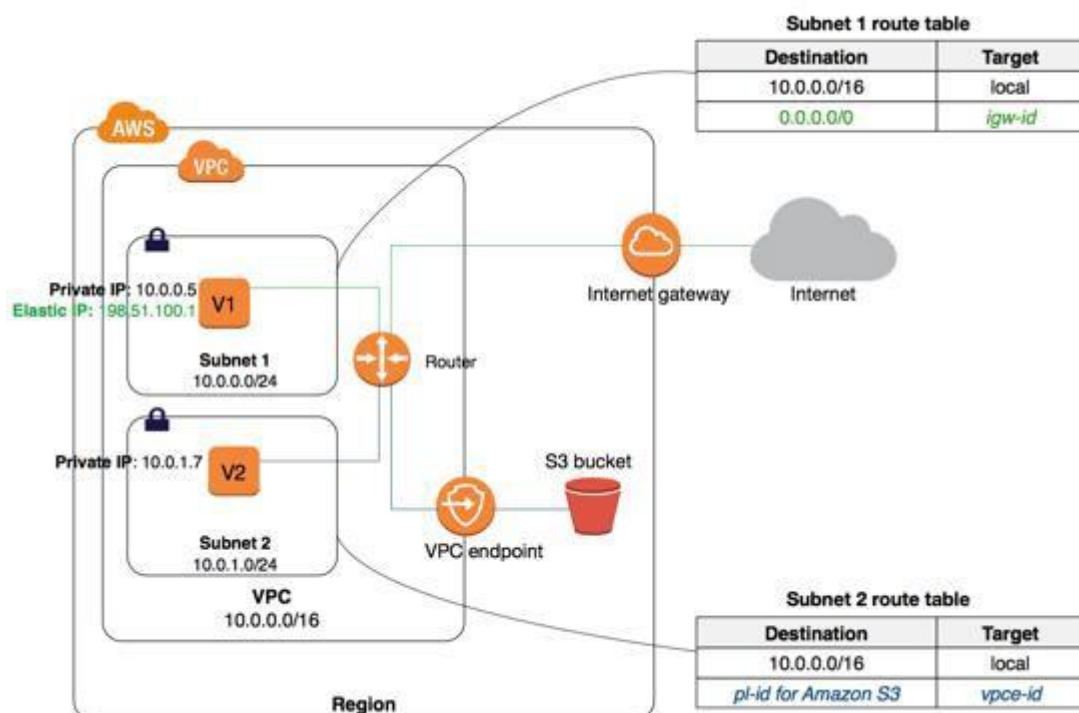 Subnet 1 route table
Destination Target
10.0.0.0/16 local
0.0.0.0/0 igw-id
AWS
VPC
Private IP: 10.0.0.5
Elastic IP: 198.51.100.1
V1
Subnet 1
10.0.0.0/24
Router
Internet gateway
Internet
Private IP: 10.0.1.7
V2
Subnet 2
10.0.1.0/24
S3 bucket
VPC endpoint
VPC
10.0.0.0/16
Region
Subnet 2 route table
Destination Target
10.0.0.0/16 local
pl-id for Amazon S3 vpce-id